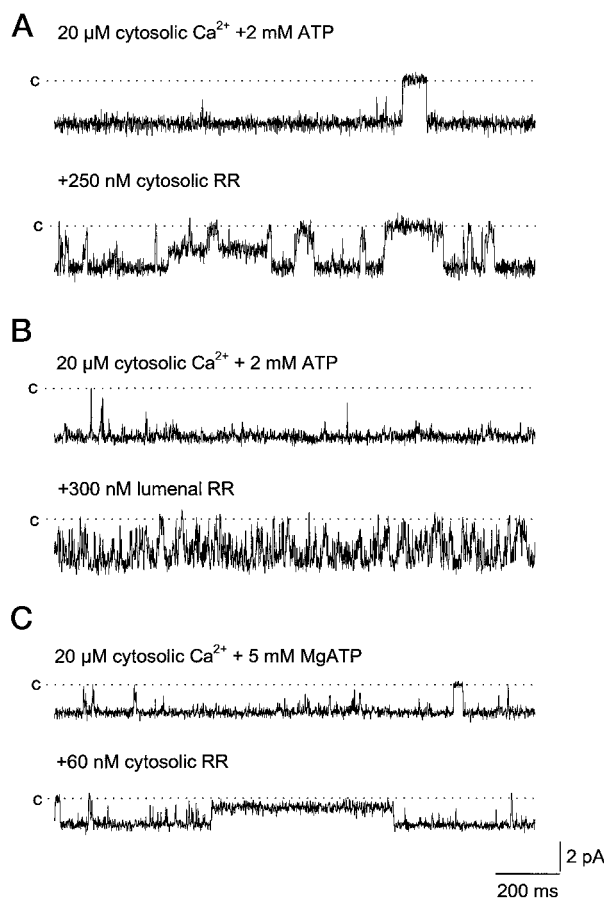 A
20 µM cytosolic Ca²⁺ +2 mM ATP
c
+250 nM cytosolic RR
c
B
20 µM cytosolic Ca²⁺ + 2 mM ATP
c
+300 nM lumenal RR
c
C
20 µM cytosolic Ca²⁺ + 5 mM MgATP
c
+60 nM cytosolic RR
c
2 pA
200 ms